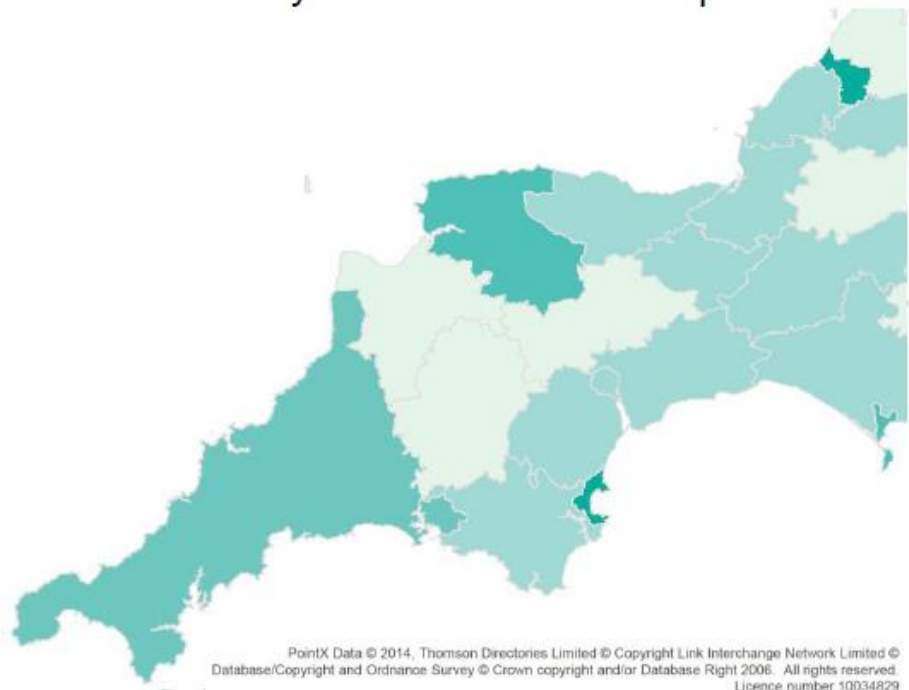 PointX Data © 2014, Thomson Directories Limited © Copyright Link Interchange Network Limited ©
Database/Copyright and Ordnance Survey © Crown copyright and/or Database Right 2006. All rights reserved.
Licence number 10034829